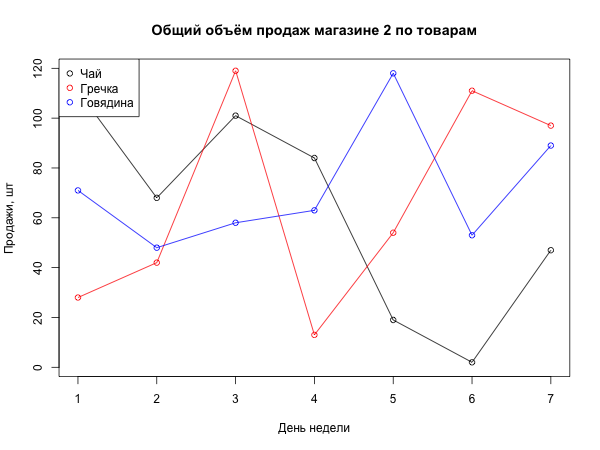 Общий объём продаж магазине 2 по товарам
Чай
Гречка
Говядина
Продажи, шт
120
100
80
60
40
20
0
1 2 3 4 5 6 7
День недели